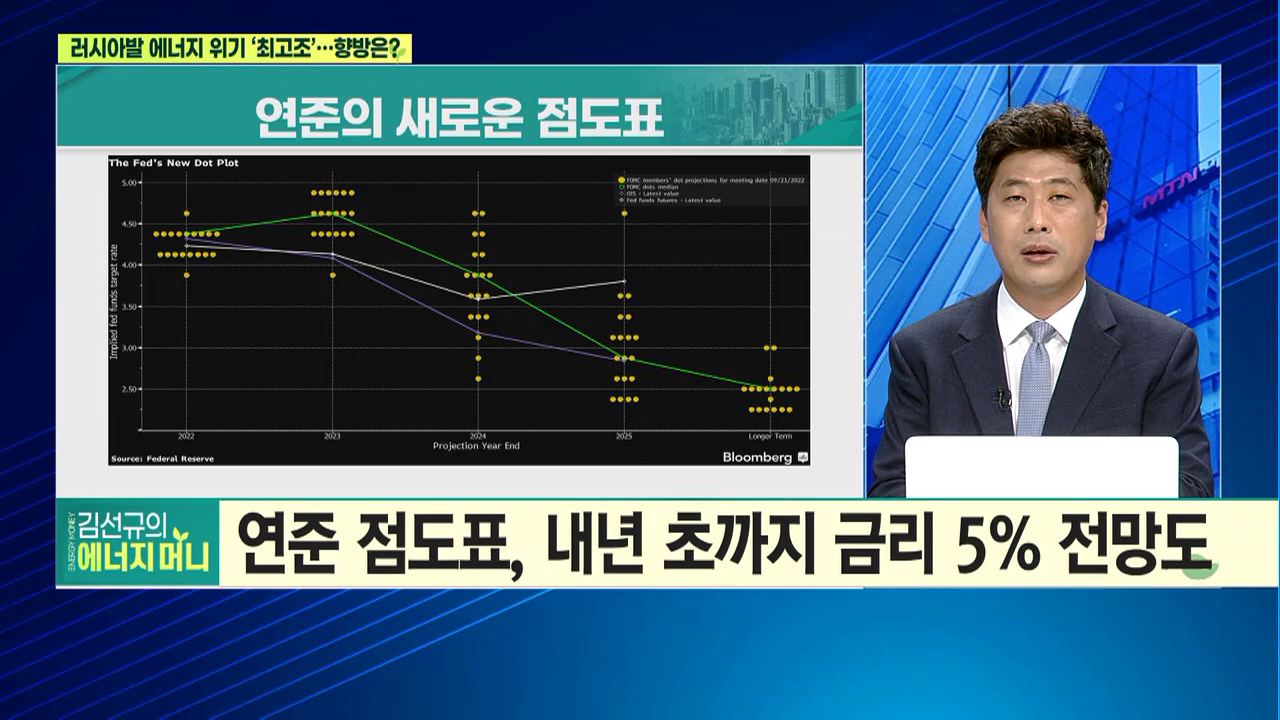 러시아발 에너지 위기 '최고조'…향방은?
연준의 새로운 점도표
The Fed's New Dot Plot
FOMC members' dot projections for meeting date 09/21/2022
FOMC dots median
OIS - Latest value
Fed funds futures - Latest value
5.00
4.50
4.00
3.50
3.00
2.50
Implied fed funds target rate
2022
2023
2024
2025
Longer Term
Projection Year End
Source: Federal Reserve
Bloomberg
MTN
ENERGY MONEY
김선규의
에너지머니
연준 점도표, 내년 초까지 금리 5% 전망도